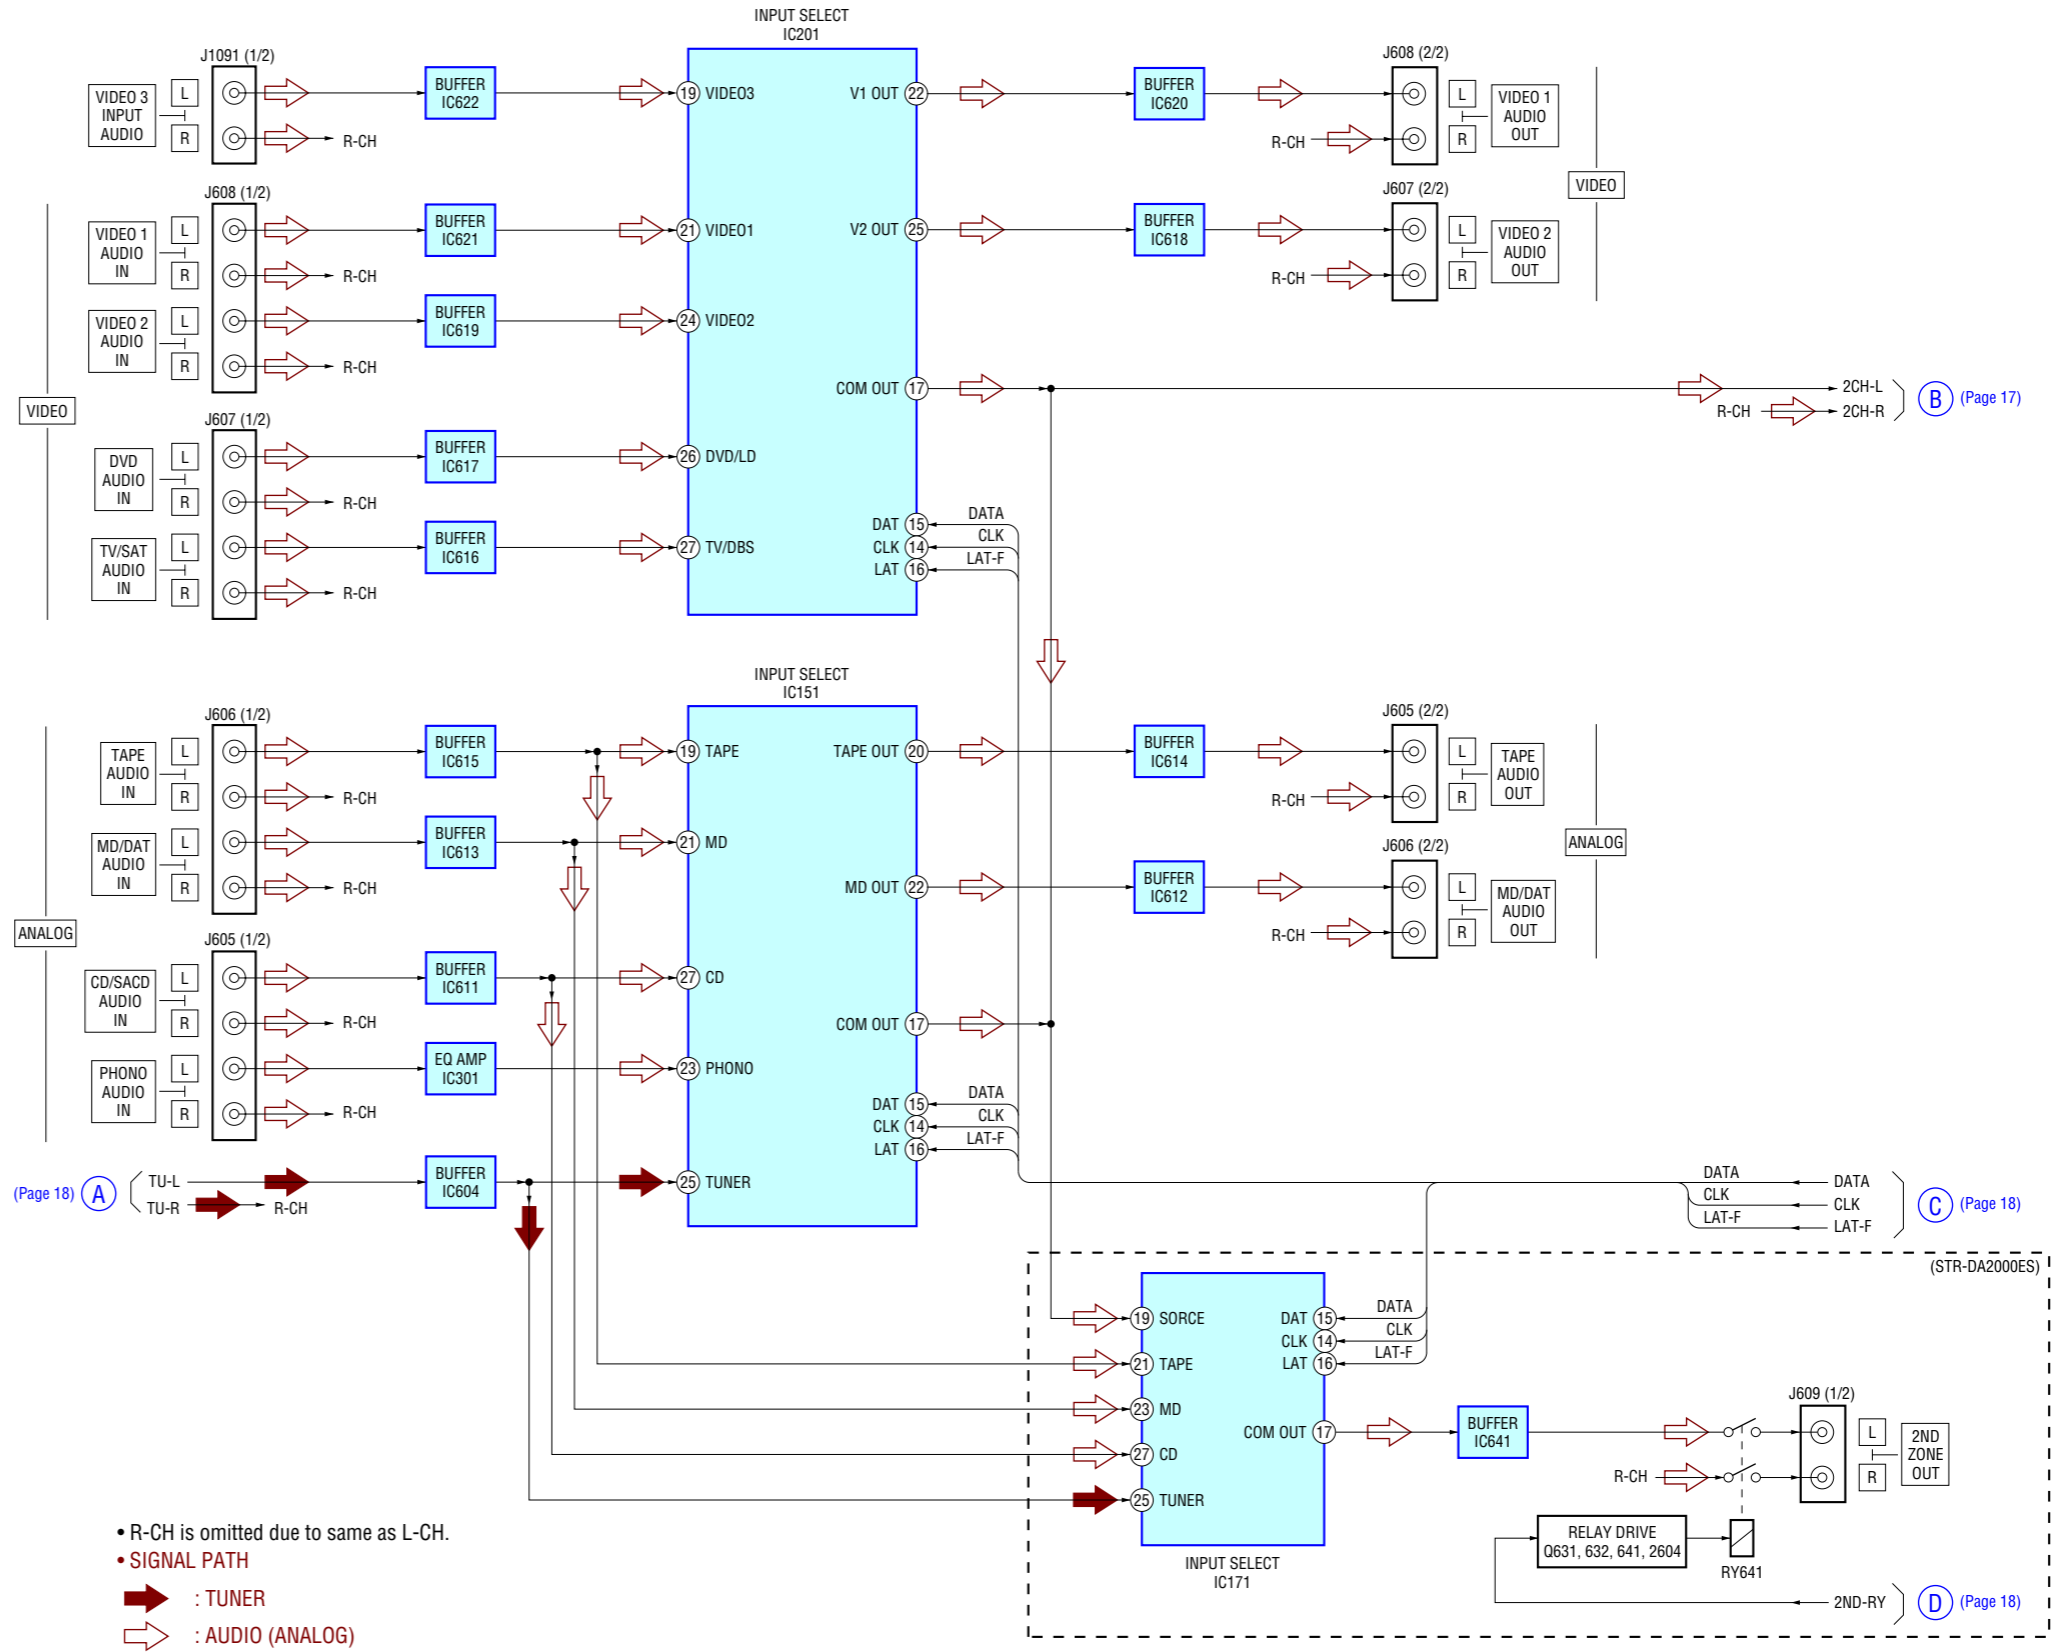 INPUT SELECT
IC201
J1091 (1/2)
VIDEO 3
INPUT
AUDIO
L
R
R-CH
BUFFER
IC622
19 VIDEO3
V1 OUT 22
BUFFER
IC620
J608 (2/2)
R-CH
L
R
VIDEO 1
AUDIO
OUT
J608 (1/2)
VIDEO 1
AUDIO
IN
L
R
R-CH
BUFFER
IC621
21 VIDEO1
V2 OUT 25
BUFFER
IC618
J607 (2/2)
R-CH
L
R
VIDEO 2
AUDIO
OUT
VIDEO
VIDEO 2
AUDIO
IN
L
R
R-CH
BUFFER
IC619
24 VIDEO2
COM OUT 17
2CH-L
R-CH
2CH-R
B (Page 17)
VIDEO
J607 (1/2)
DVD
AUDIO
IN
L
R
R-CH
BUFFER
IC617
26 DVD/LD
TV/SAT
AUDIO
IN
L
R
R-CH
BUFFER
IC616
27 TV/DBS
DAT 15 DATA
CLK 14 CLK
LAT 16 LAT-F
INPUT SELECT
IC151
J606 (1/2)
TAPE
AUDIO
IN
L
R
R-CH
BUFFER
IC615
19 TAPE
TAPE OUT 20
BUFFER
IC614
J605 (2/2)
R-CH
L
R
TAPE
AUDIO
OUT
MD/DAT
AUDIO
IN
L
R
R-CH
BUFFER
IC613
21 MD
MD OUT 22
BUFFER
IC612
J606 (2/2)
R-CH
L
R
MD/DAT
AUDIO
OUT
ANALOG
ANALOG
J605 (1/2)
CD/SACD
AUDIO
IN
L
R
R-CH
BUFFER
IC611
27 CD
COM OUT 17
PHONO
AUDIO
IN
L
R
R-CH
EQ AMP
IC301
23 PHONO
DAT 15 DATA
CLK 14 CLK
LAT 16 LAT-F
(Page 18) A
TU-L
TU-R
R-CH
BUFFER
IC604
25 TUNER
DATA DATA
CLK CLK
LAT-F LAT-F
C (Page 18)
(STR-DA2000ES)
19 SORCE
21 TAPE
23 MD
27 CD
25 TUNER
DAT 15 DATA
CLK 14 CLK
LAT 16 LAT-F
COM OUT 17
INPUT SELECT
IC171
BUFFER
IC641
J609 (1/2)
R-CH
L
R
2ND
ZONE
OUT
RELAY DRIVE
Q631, 632, 641, 2604
RY641
2ND-RY
D (Page 18)
• R-CH is omitted due to same as L-CH.
• SIGNAL PATH
: TUNER
: AUDIO (ANALOG)